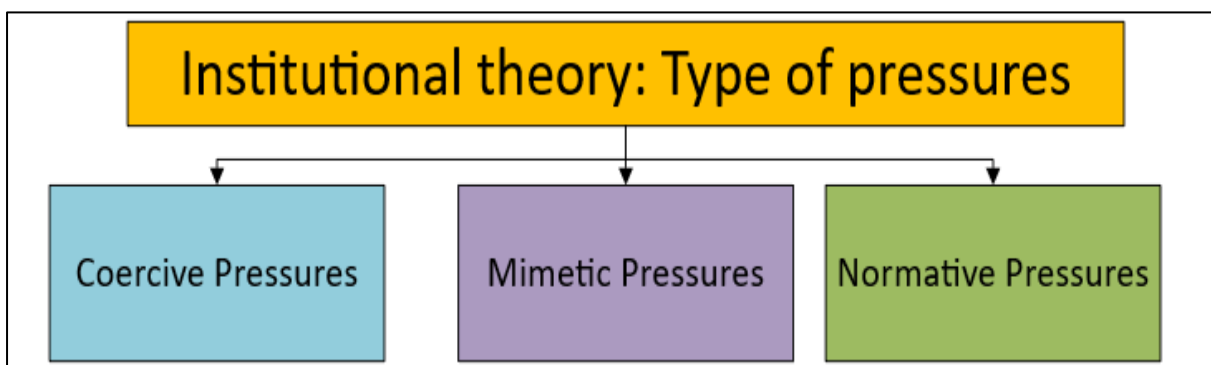 Institutional theory: Type of pressures
Coercive Pressures
Mimetic Pressures
Normative Pressures